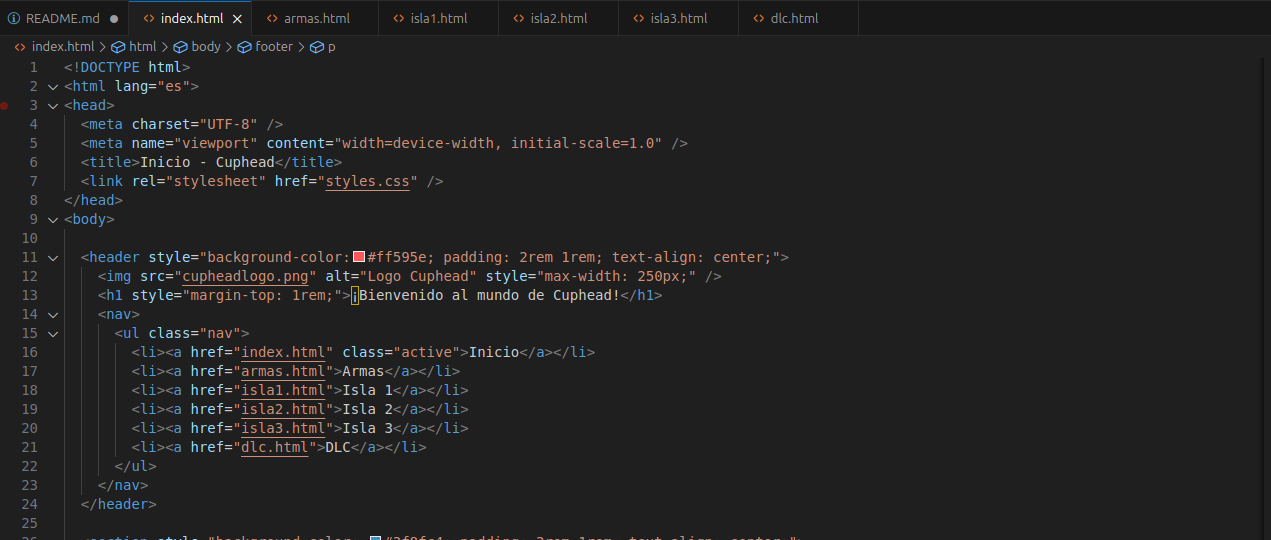 README.md index.html armas.html isla1.html isla2.html isla3.html dlc.html
index.html > html > body > footer > p
1 <!DOCTYPE html>
2 <html lang="es">
3 <head>
4 <meta charset="UTF-8" />
5 <meta name="viewport" content="width=device-width, initial-scale=1.0" />
6 <title>Inicio - Cuphead</title>
7 <link rel="stylesheet" href="styles.css" />
8 </head>
9 <body>
10
11 <header style="background-color:#ff595e; padding: 2rem 1rem; text-align: center;">
12 <img src="cupheadlogo.png" alt="Logo Cuphead" style="max-width: 250px;" />
13 <h1 style="margin-top: 1rem;">¡Bienvenido al mundo de Cuphead!</h1>
14 <nav>
15 <ul class="nav">
16 <li><a href="index.html" class="active">Inicio</a></li>
17 <li><a href="armas.html">Armas</a></li>
18 <li><a href="isla1.html">Isla 1</a></li>
19 <li><a href="isla2.html">Isla 2</a></li>
20 <li><a href="isla3.html">Isla 3</a></li>
21 <li><a href="dlc.html">DLC</a></li>
22 </ul>
23 </nav>
24 </header>
25